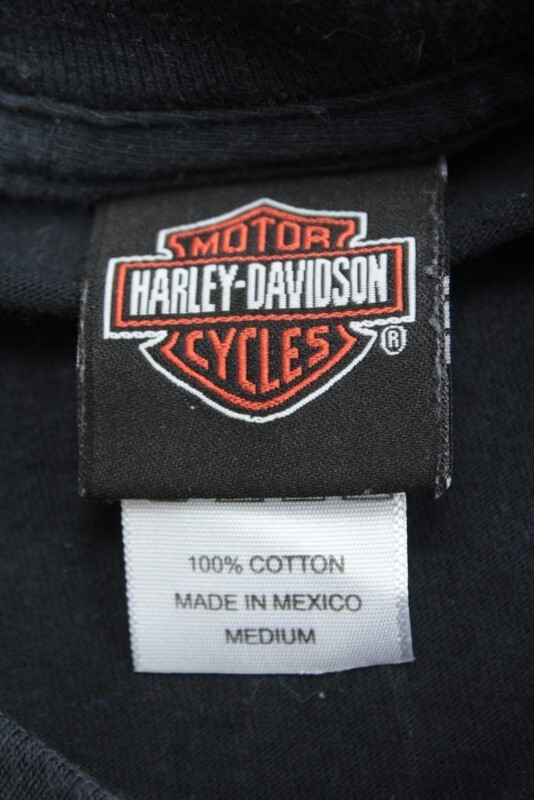 MOTOR
HARLEY-DAVIDSON
CYCLES
®
100% COTTON
MADE IN MEXICO
MEDIUM